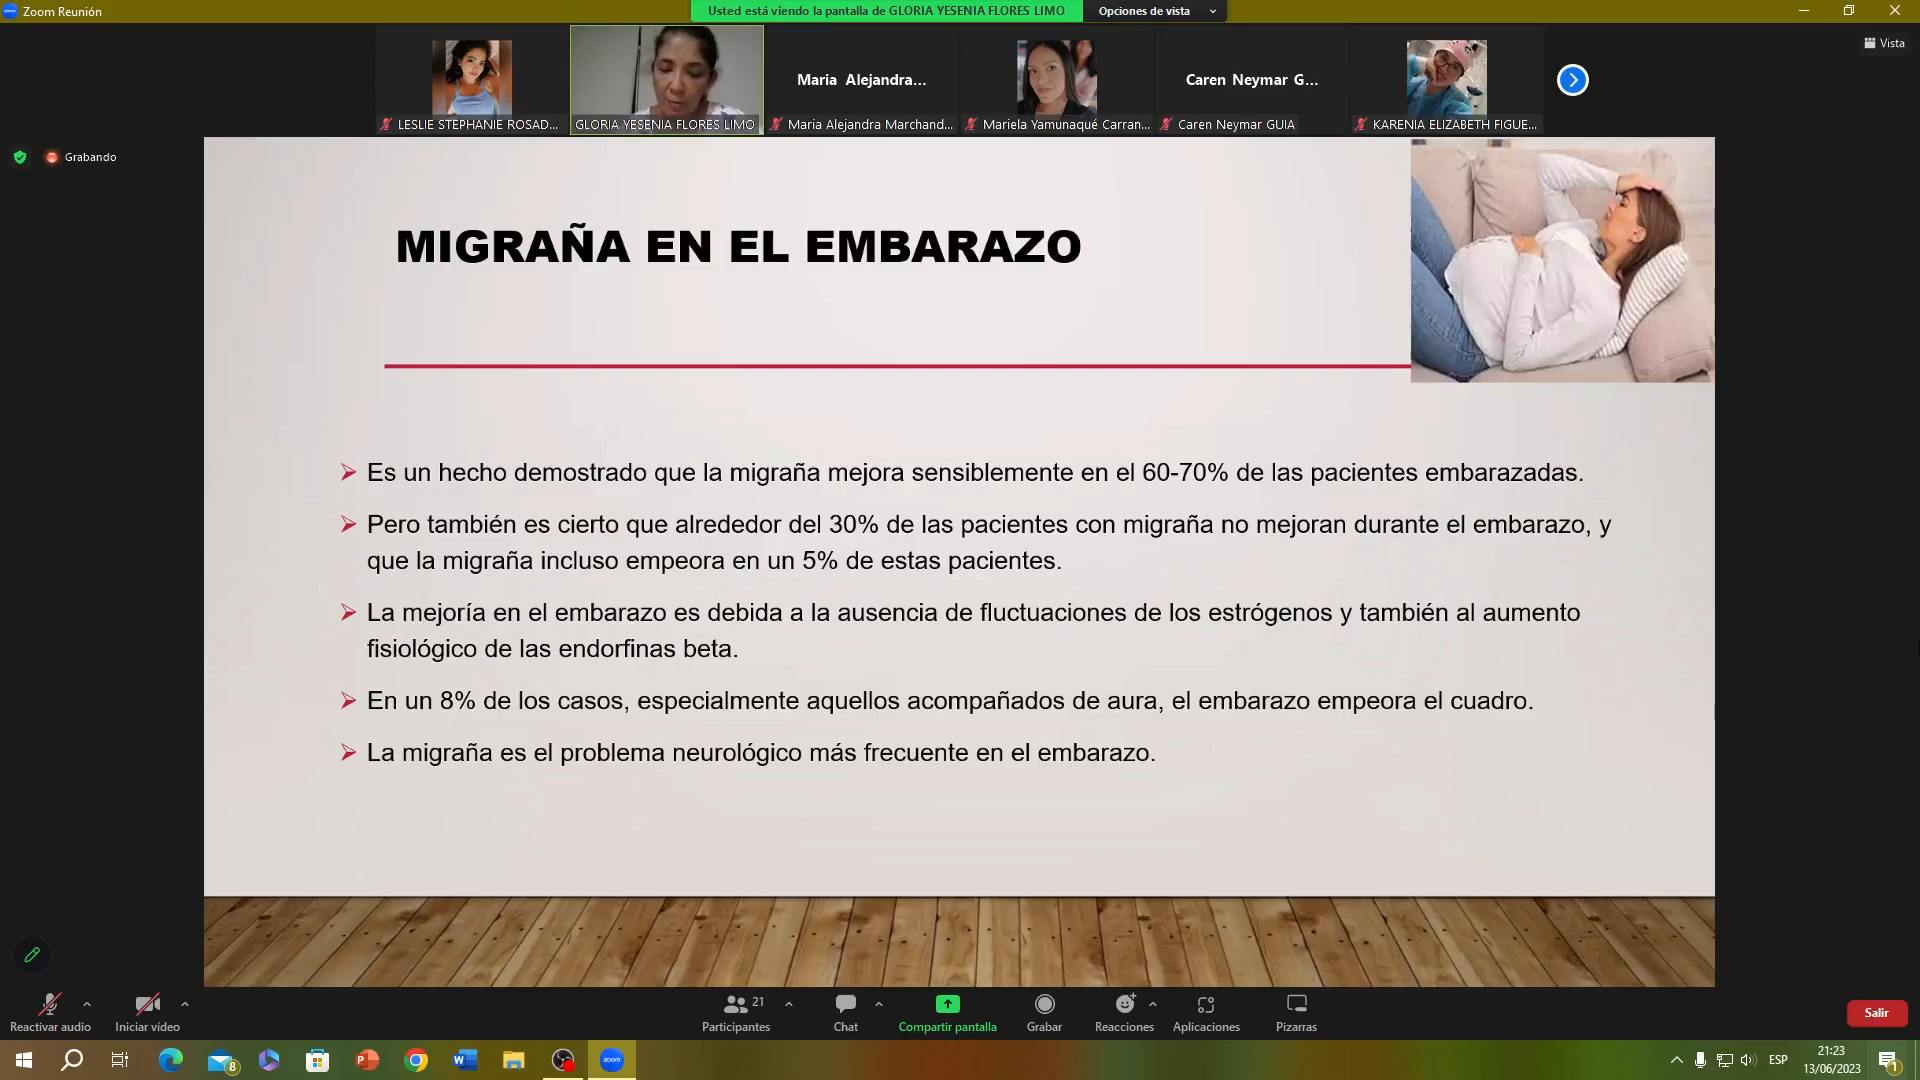 Zoom Reunión
Usted está viendo la pantalla de GLORIA YESENIA FLORES LIMO
Opciones de vista
Vista
Maria Alejandra...
Caren Neymar G...
LESLIE STEPHANIE ROSAD...
GLORIA YESENIA FLORES LIMO
Maria Alejandra Marchand...
Mariela Yamunaqué Carran...
Caren Neymar GUIA
KARENIA ELIZABETH FIGUE...
Grabando
MIGRAÑA EN EL EMBARAZO
Es un hecho demostrado que la migraña mejora sensiblemente en el 60-70% de las pacientes embarazadas.
Pero también es cierto que alrededor del 30% de las pacientes con migraña no mejoran durante el embarazo, y
que la migraña incluso empeora en un 5% de estas pacientes.
La mejoría en el embarazo es debida a la ausencia de fluctuaciones de los estrógenos y también al aumento
fisiológico de las endorfinas beta.
En un 8% de los casos, especialmente aquellos acompañados de aura, el embarazo empeora el cuadro.
La migraña es el problema neurológico más frecuente en el embarazo.
21
Reactivar audio
Iniciar vídeo
Participantes
Chat
Compartir pantalla
Grabar
Reacciones
Aplicaciones
Pizarras
Salir
8
zoom
ESP
21:23
13/06/2023
1